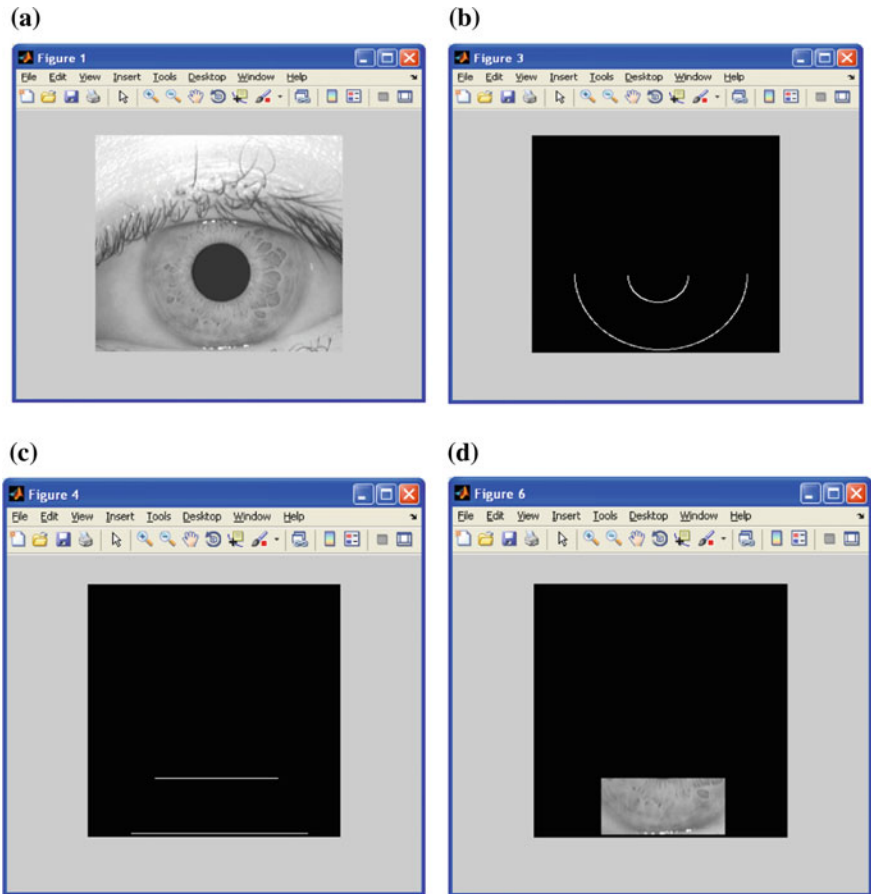 (a)
Figure 1
File Edit View Insert Tools Desktop Window Help
(b)
Figure 3
File Edit View Insert Tools Desktop Window Help
(c)
Figure 4
File Edit View Insert Tools Desktop Window Help
(d)
Figure 6
File Edit View Insert Tools Desktop Window Help